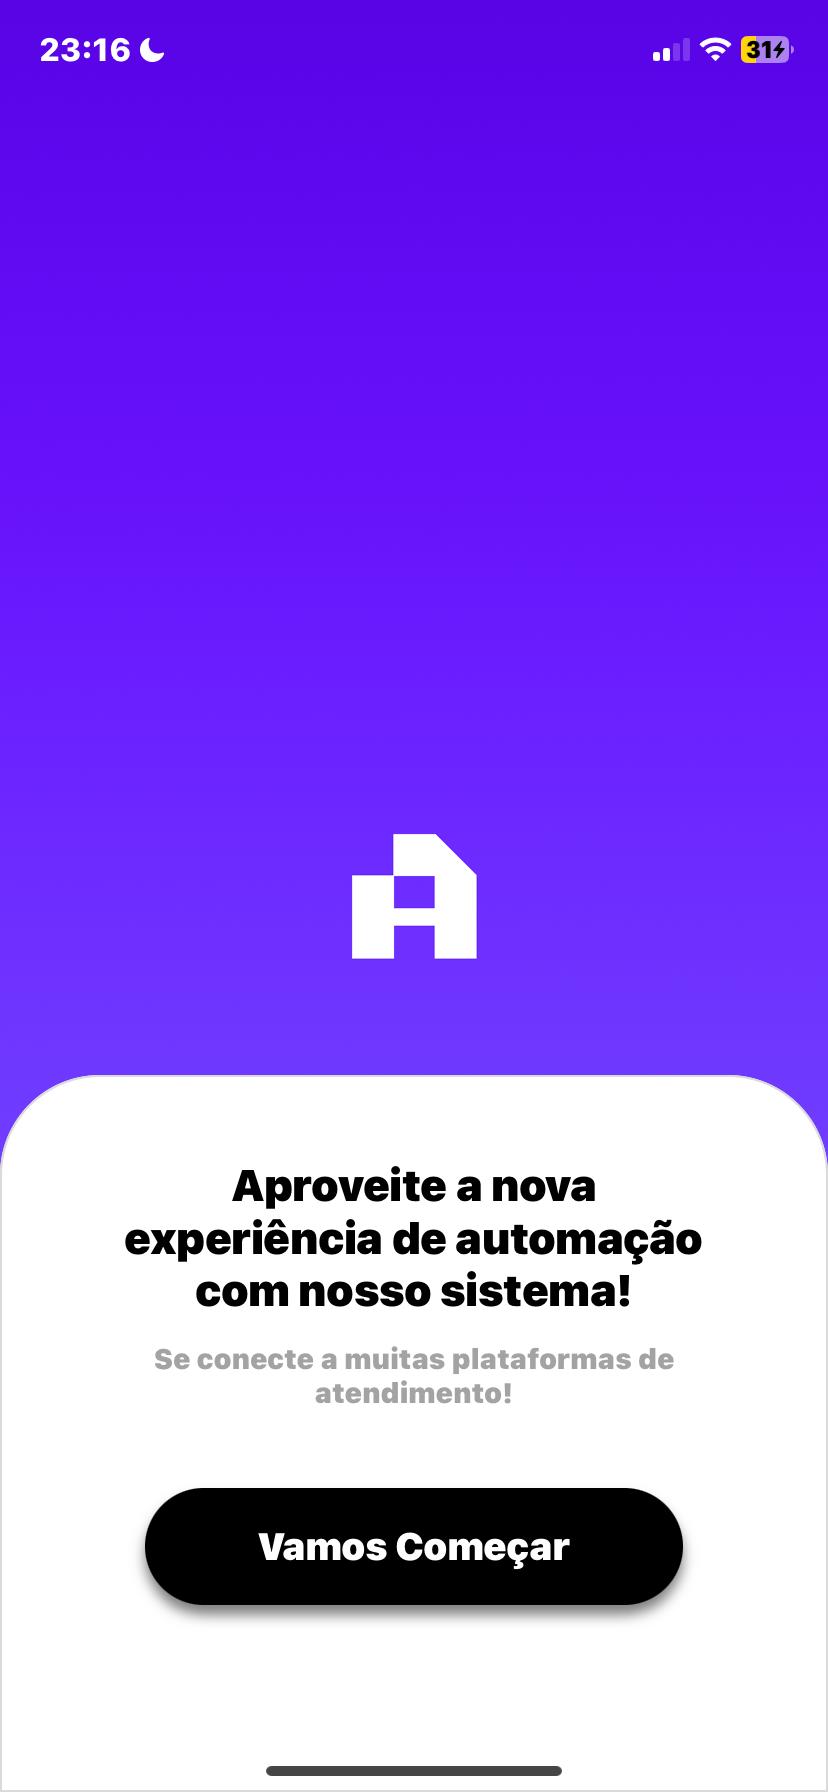 23:16
31
Aproveite a nova
experiência de automação
com nosso sistema!
Se conecte a muitas plataformas de
atendimento!
Vamos Começar